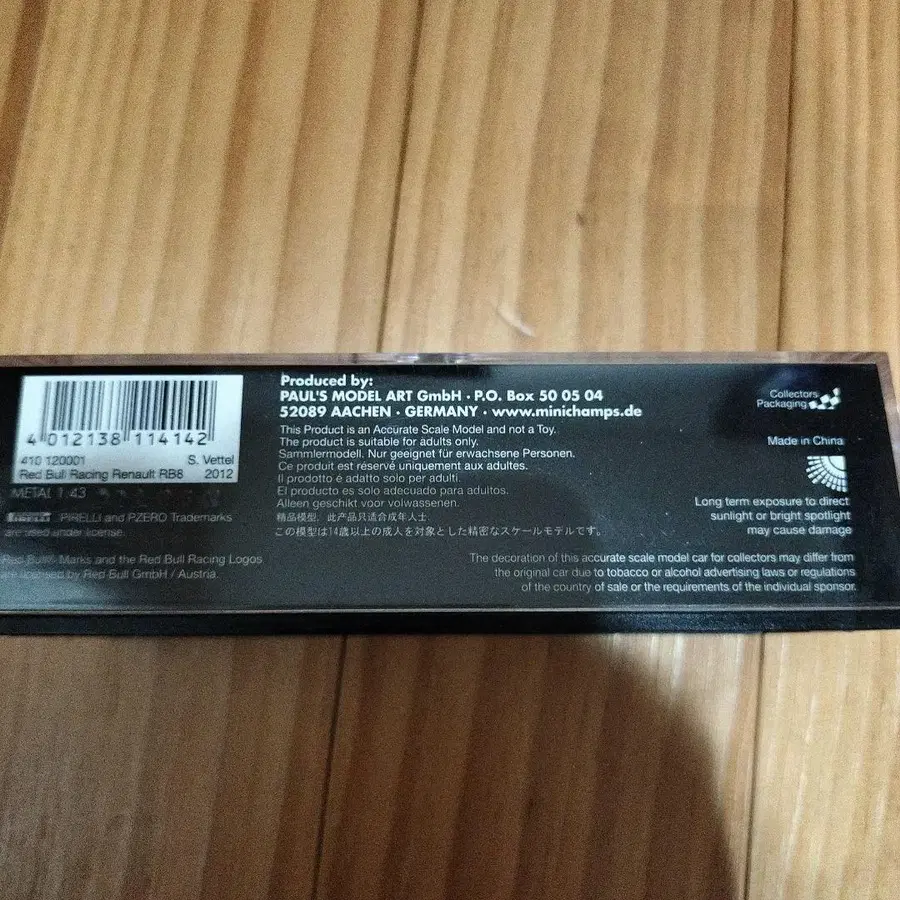 4 012138 114142
410 120001 S. Vettel
Red Bull Racing Renault RB8 2012
METAL 1:43
PIRELLI and PZERO Trademarks
are used under license.
Red Bull® Marks and the Red Bull Racing Logos
are licensed by Red Bull GmbH / Austria.
Produced by:
PAUL'S MODEL ART GmbH · P.O. Box 50 05 04
52089 AACHEN · GERMANY · www.minichamps.de
This Product is an Accurate Scale Model and not a Toy.
The product is suitable for adults only.
Sammlermodell. Nur geeignet für erwachsene Personen.
Ce produit est réservé uniquement aux adultes.
Il prodotto é adatto solo per adulti.
El producto es solo adecuado para adultos.
Alleen geschikt voor volwassenen.
精品模型，此产品只适合成年人士
この模型は14歳以上の成人を対象とした精密なスケールモデルです。
Collectors
Packaging
Made in China
Long term exposure to direct
sunlight or bright spotlight
may cause damage
The decoration of this accurate scale model car for collectors may differ from
the original car due to tobacco or alcohol advertising laws or regulations
of the country of sale or the requirements of the individual sponsor.